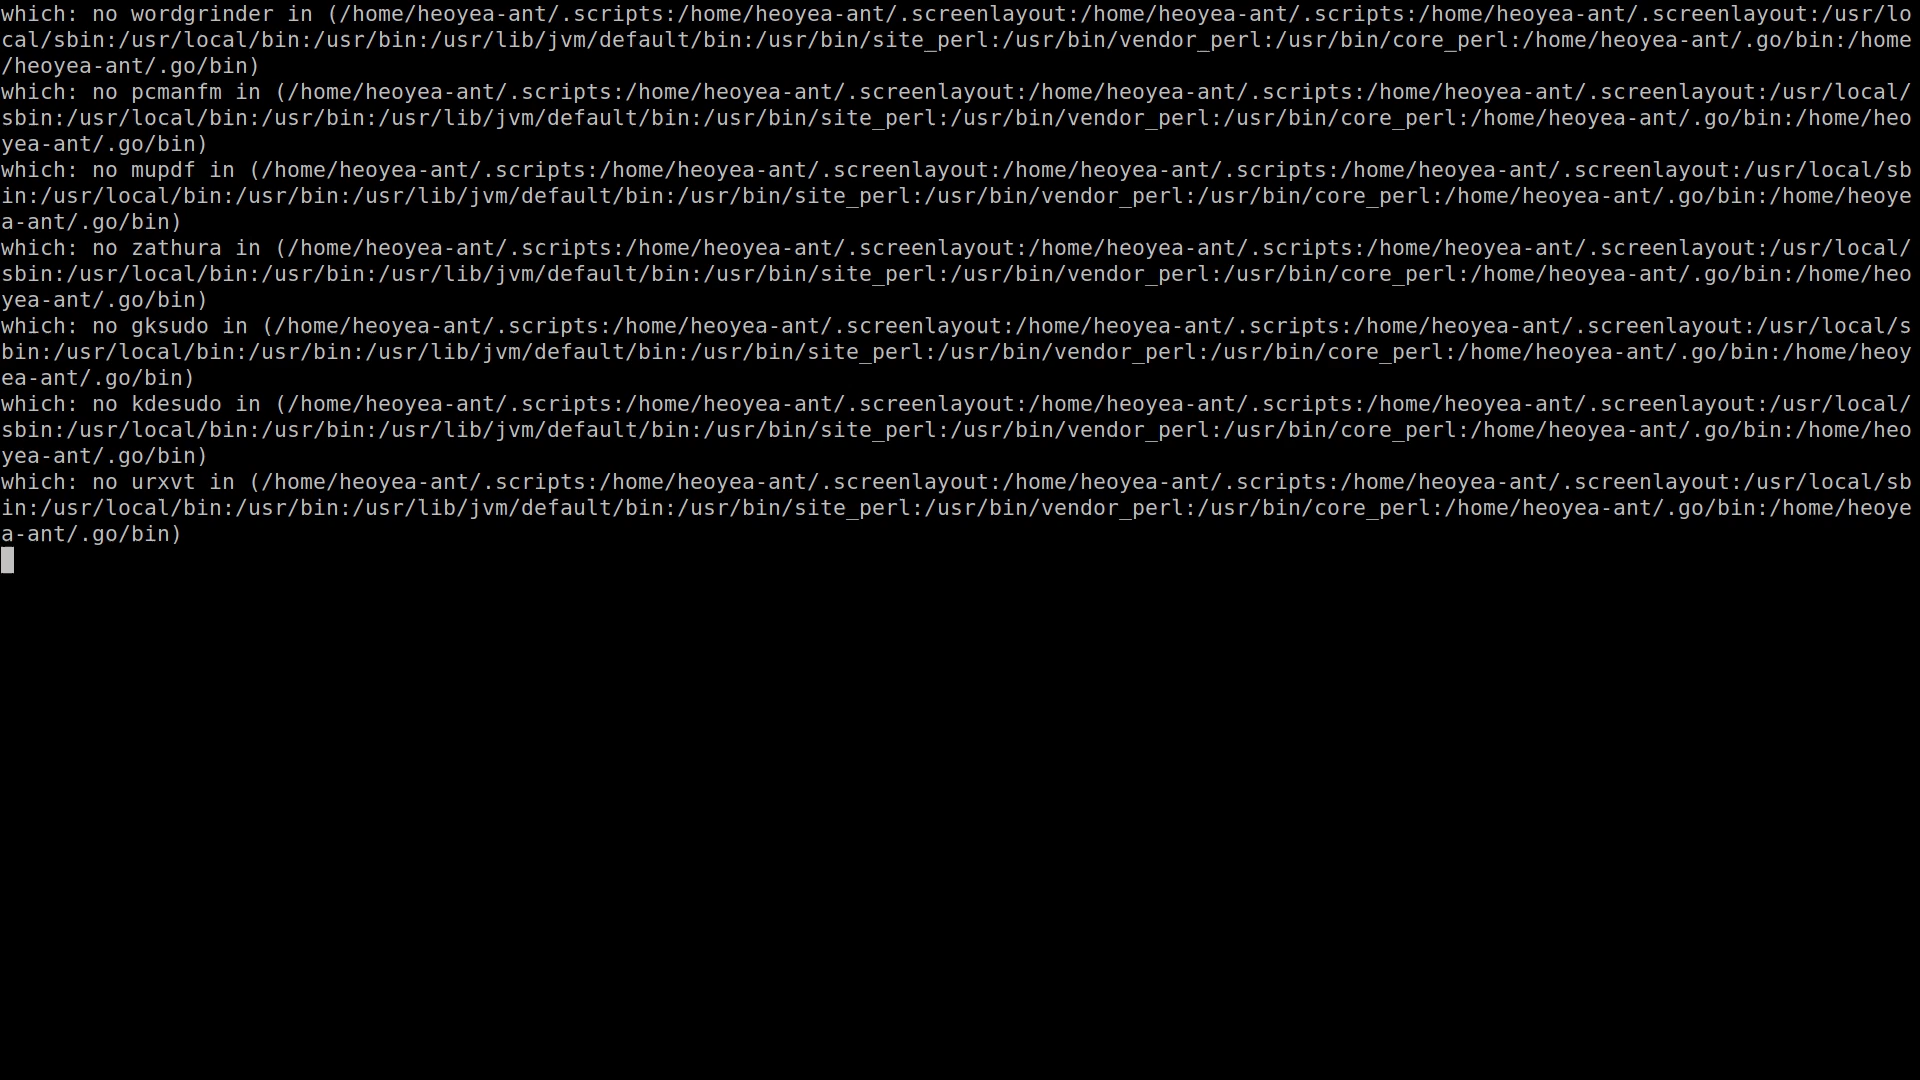 which: no wordgrinder in (/home/heoyea-ant/.scripts:/home/heoyea-ant/.screenlayout:/home/heoyea-ant/.scripts:/home/heoyea-ant/.screenlayout:/usr/lo
cal/sbin:/usr/local/bin:/usr/bin:/usr/lib/jvm/default/bin:/usr/bin/site_perl:/usr/bin/vendor_perl:/usr/bin/core_perl:/home/heoyea-ant/.go/bin:/home
/heoyea-ant/.go/bin)
which: no pcmanfm in (/home/heoyea-ant/.scripts:/home/heoyea-ant/.screenlayout:/home/heoyea-ant/.scripts:/home/heoyea-ant/.screenlayout:/usr/local/
sbin:/usr/local/bin:/usr/bin:/usr/lib/jvm/default/bin:/usr/bin/site_perl:/usr/bin/vendor_perl:/usr/bin/core_perl:/home/heoyea-ant/.go/bin:/home/heo
yea-ant/.go/bin)
which: no mupdf in (/home/heoyea-ant/.scripts:/home/heoyea-ant/.screenlayout:/home/heoyea-ant/.scripts:/home/heoyea-ant/.screenlayout:/usr/local/sb
in:/usr/local/bin:/usr/bin:/usr/lib/jvm/default/bin:/usr/bin/site_perl:/usr/bin/vendor_perl:/usr/bin/core_perl:/home/heoyea-ant/.go/bin:/home/heoye
a-ant/.go/bin)
which: no zathura in (/home/heoyea-ant/.scripts:/home/heoyea-ant/.screenlayout:/home/heoyea-ant/.scripts:/home/heoyea-ant/.screenlayout:/usr/local/
sbin:/usr/local/bin:/usr/bin:/usr/lib/jvm/default/bin:/usr/bin/site_perl:/usr/bin/vendor_perl:/usr/bin/core_perl:/home/heoyea-ant/.go/bin:/home/heo
yea-ant/.go/bin)
which: no gksudo in (/home/heoyea-ant/.scripts:/home/heoyea-ant/.screenlayout:/home/heoyea-ant/.scripts:/home/heoyea-ant/.screenlayout:/usr/local/s
bin:/usr/local/bin:/usr/bin:/usr/lib/jvm/default/bin:/usr/bin/site_perl:/usr/bin/vendor_perl:/usr/bin/core_perl:/home/heoyea-ant/.go/bin:/home/heoy
ea-ant/.go/bin)
which: no kdesudo in (/home/heoyea-ant/.scripts:/home/heoyea-ant/.screenlayout:/home/heoyea-ant/.scripts:/home/heoyea-ant/.screenlayout:/usr/local/
sbin:/usr/local/bin:/usr/bin:/usr/lib/jvm/default/bin:/usr/bin/site_perl:/usr/bin/vendor_perl:/usr/bin/core_perl:/home/heoyea-ant/.go/bin:/home/heo
yea-ant/.go/bin)
which: no urxvt in (/home/heoyea-ant/.scripts:/home/heoyea-ant/.screenlayout:/home/heoyea-ant/.scripts:/home/heoyea-ant/.screenlayout:/usr/local/sb
in:/usr/local/bin:/usr/bin:/usr/lib/jvm/default/bin:/usr/bin/site_perl:/usr/bin/vendor_perl:/usr/bin/core_perl:/home/heoyea-ant/.go/bin:/home/heoye
a-ant/.go/bin)